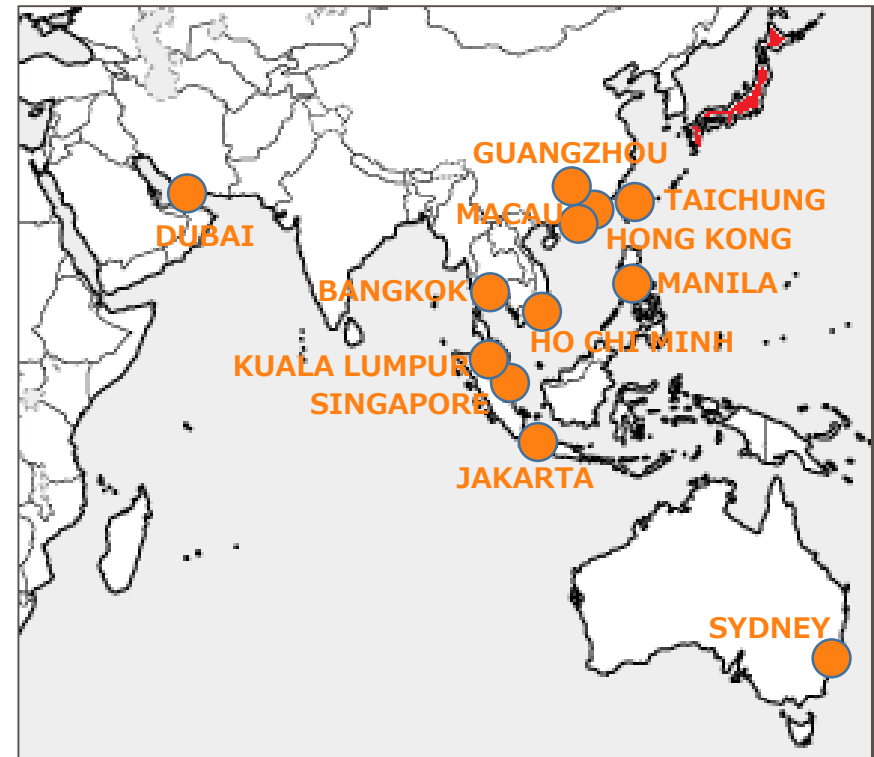 GUANGZHOU
MACAU
TAICHUNG
HONG KONG
DUBAI
BANGKOK
MANILA
HO CHI MINH
KUALA LUMPUR
SINGAPORE
JAKARTA
SYDNEY